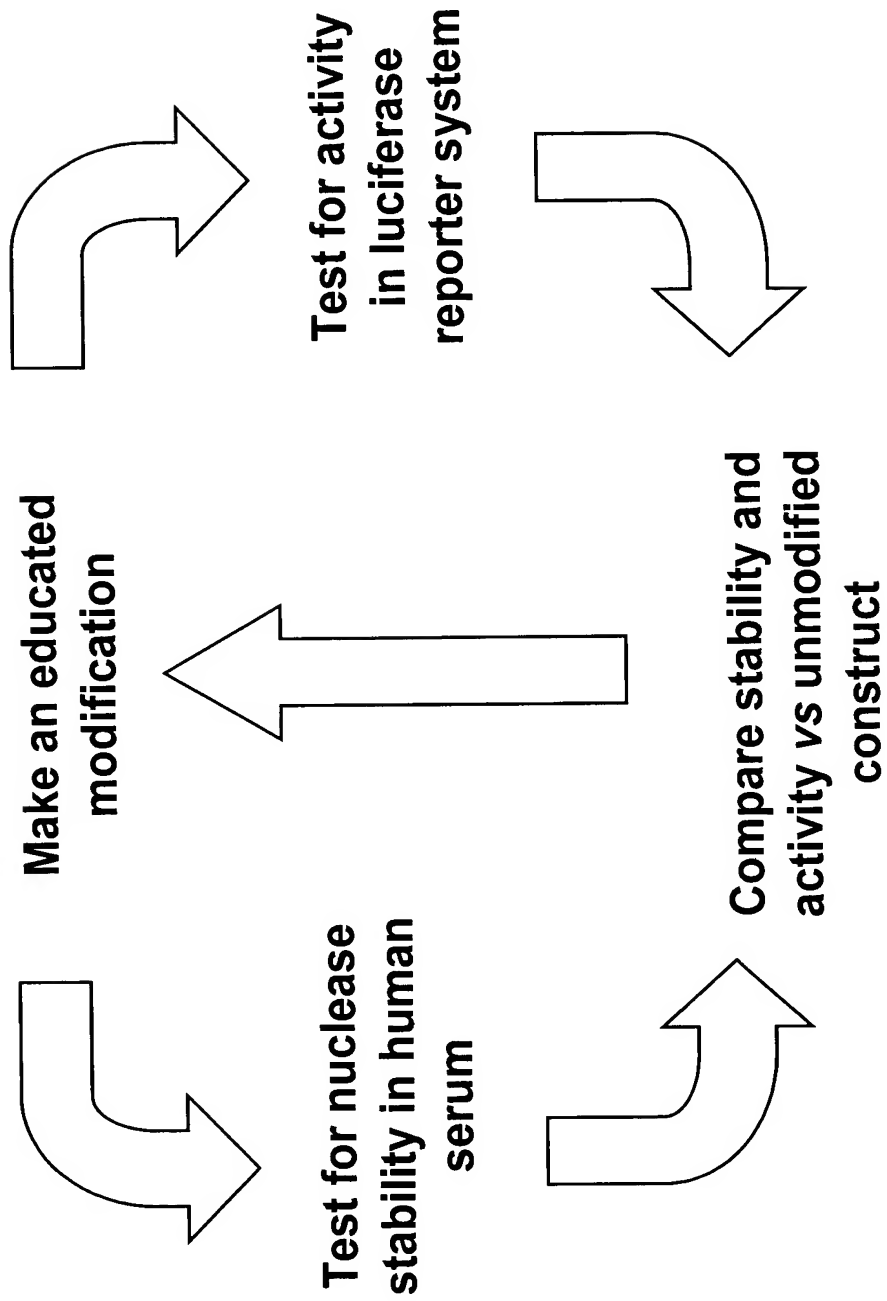 Make an educated
modification
Test for nuclease
stability in human
serum
Test for activity
in luciferase
reporter system
Compare stability and
activity vs unmodified
construct